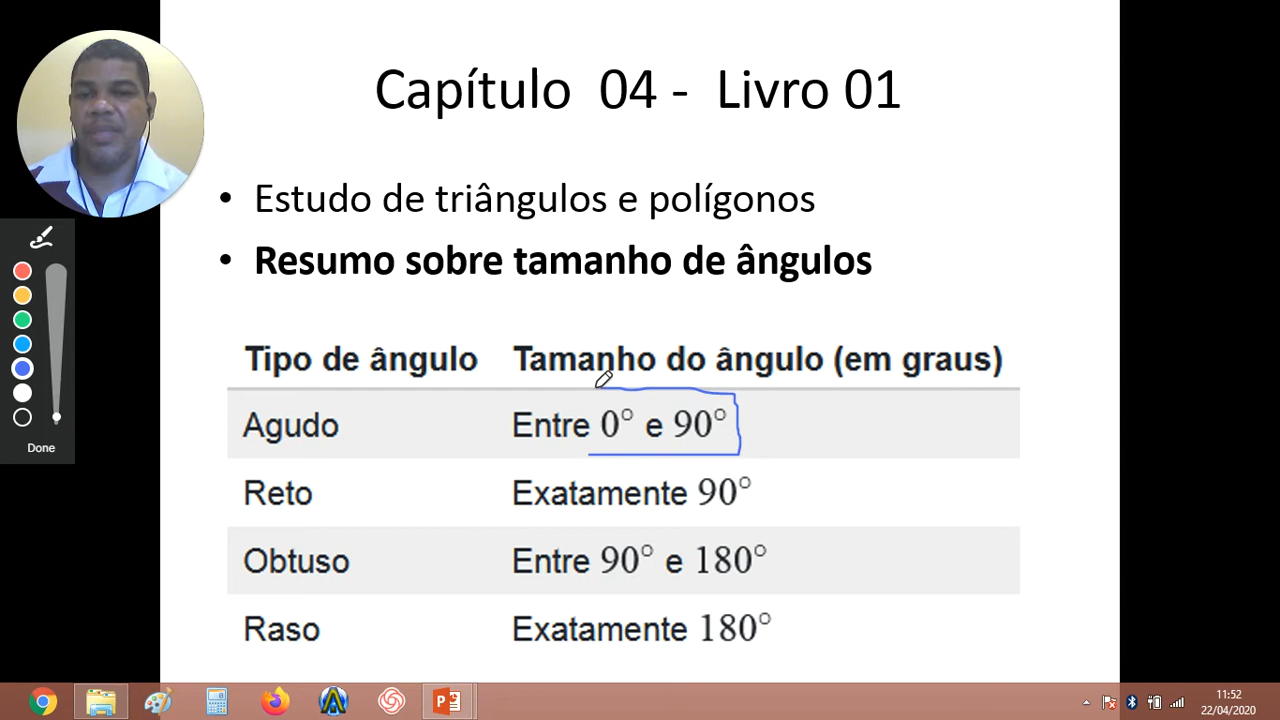 Capítulo 04 - Livro 01
• Estudo de triângulos e polígonos
• Resumo sobre tamanho de ângulos
Tipo de ângulo Tamanho do ângulo (em graus)
Agudo Entre 0° e 90°
Reto Exatamente 90°
Obtuso Entre 90° e 180°
Raso Exatamente 180°
Done
11:52
22/04/2020